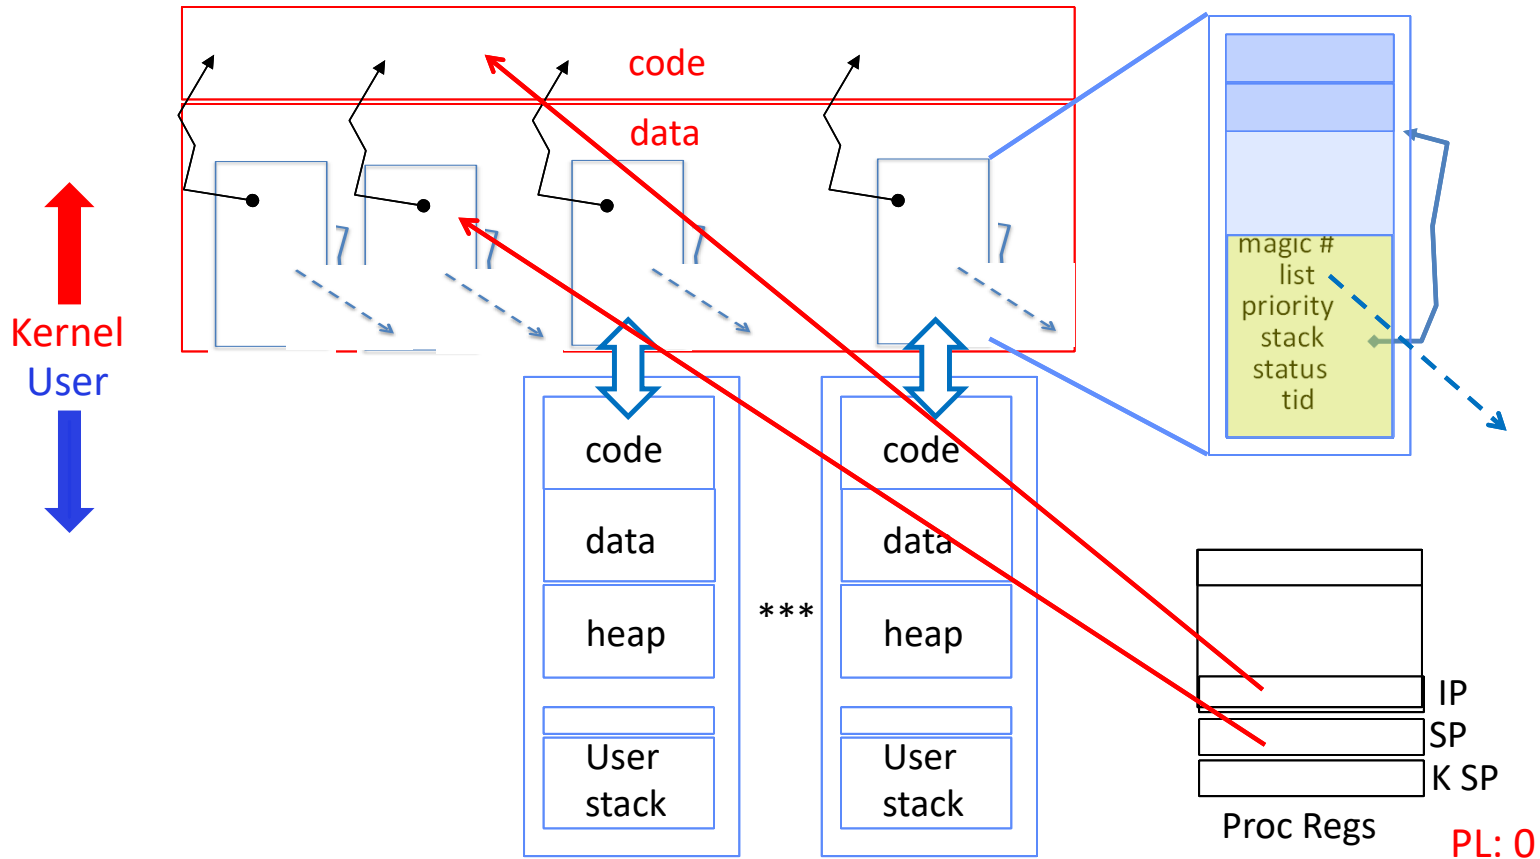 code
data
Kernel
User
magic #
list
priority
stack
status
tid
code
data
heap
User
stack
***
code
data
heap
User
stack
IP
SP
K SP
Proc Regs
PL: 0